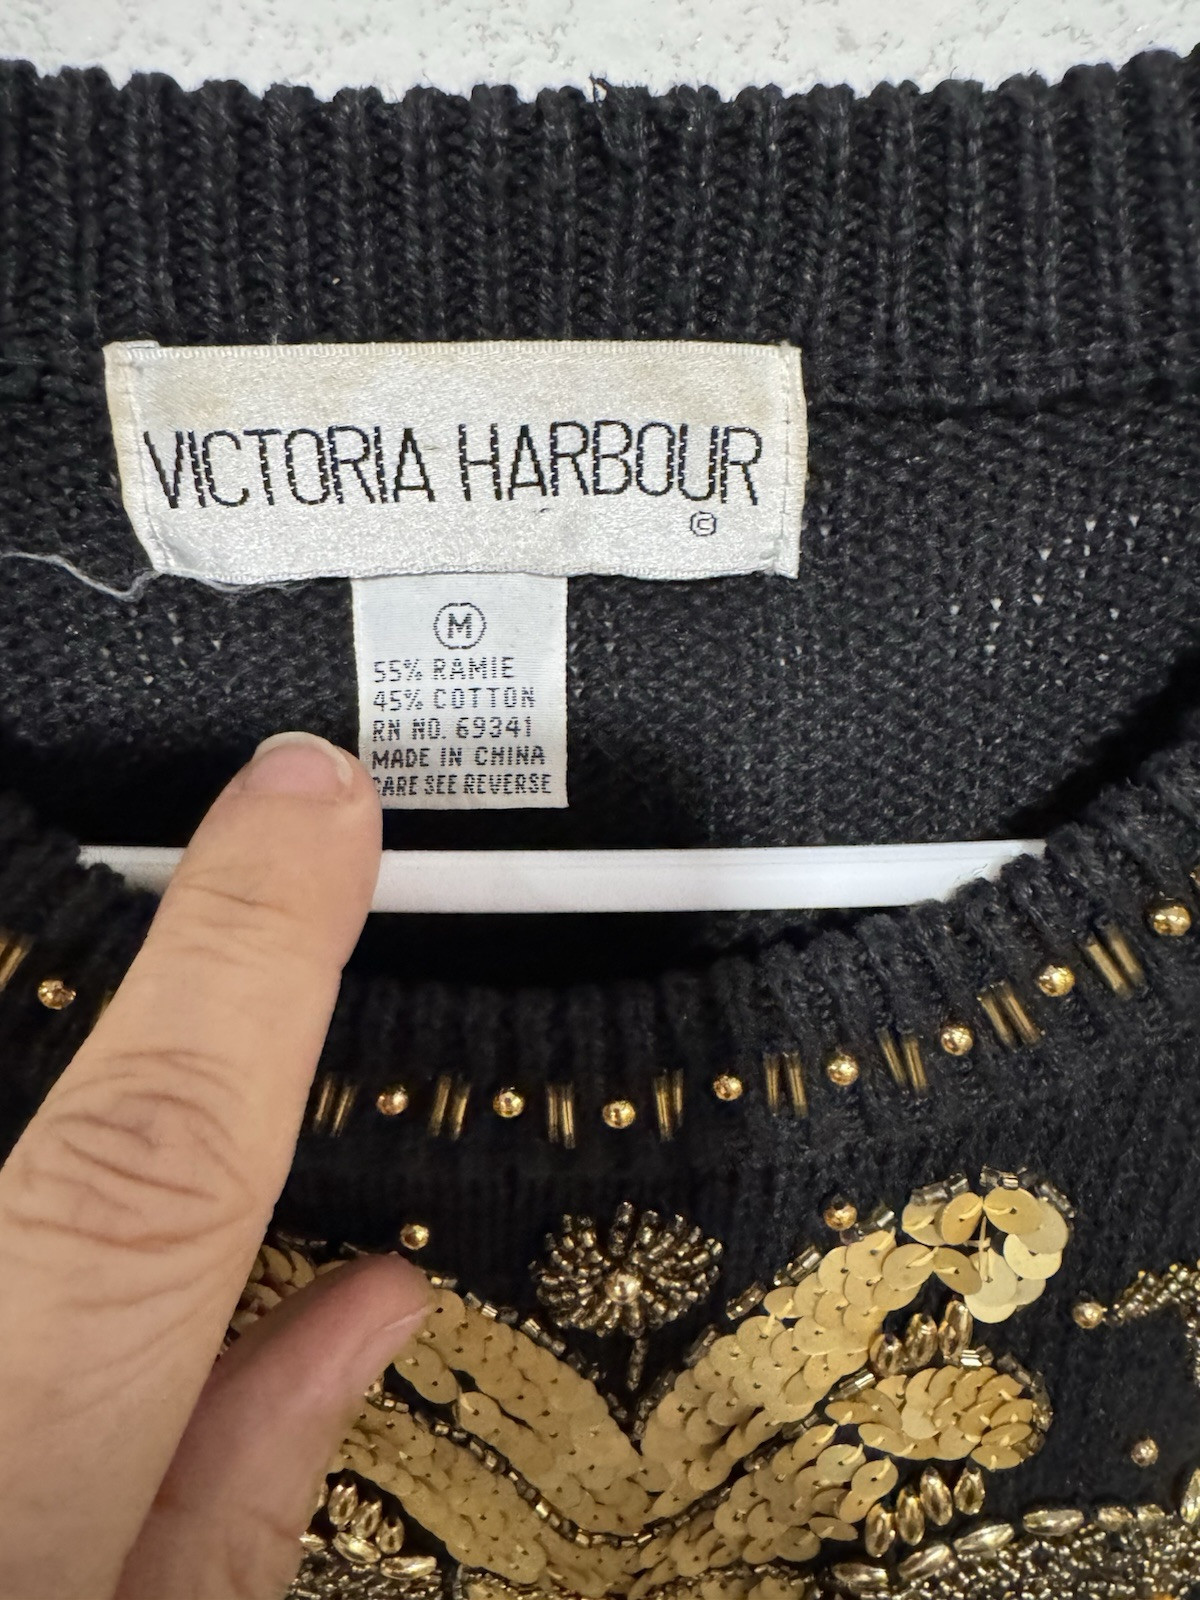 VICTORIA HARBOUR
©
M
55% RAMIE
45% COTTON
RN NO. 69341
MADE IN CHINA
CARE SEE REVERSE